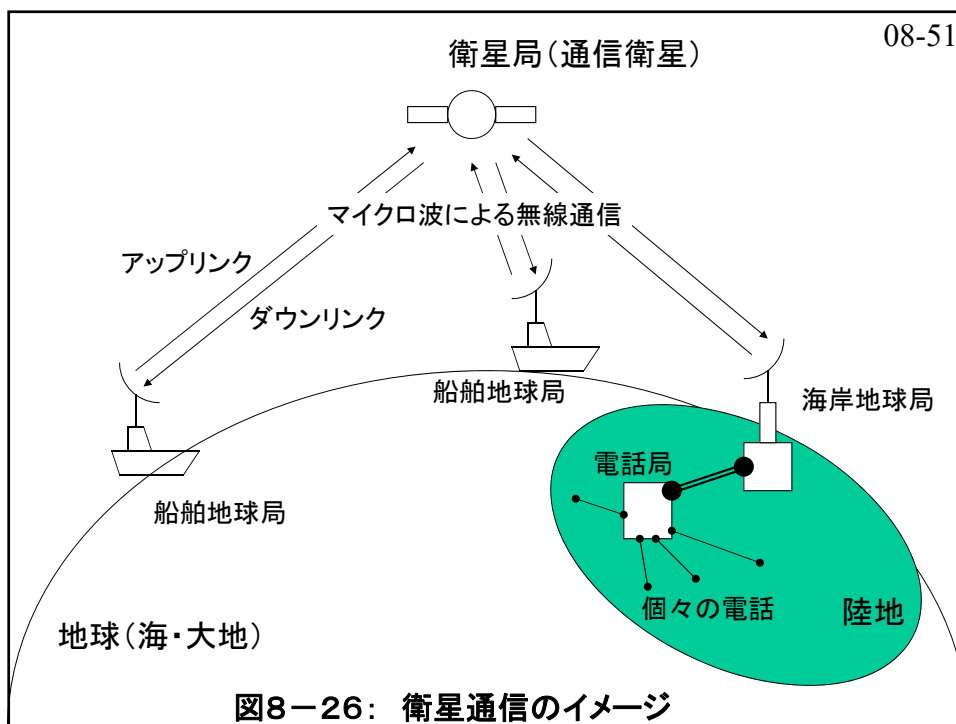 08-51
衛星局(通信衛星)
マイクロ波による無線通信
アップリンク
ダウンリンク
船舶地球局
海岸地球局
電話局
船舶地球局
個々の電話
陸地
地球(海・大地)
図8-26: 衛星通信のイメージ